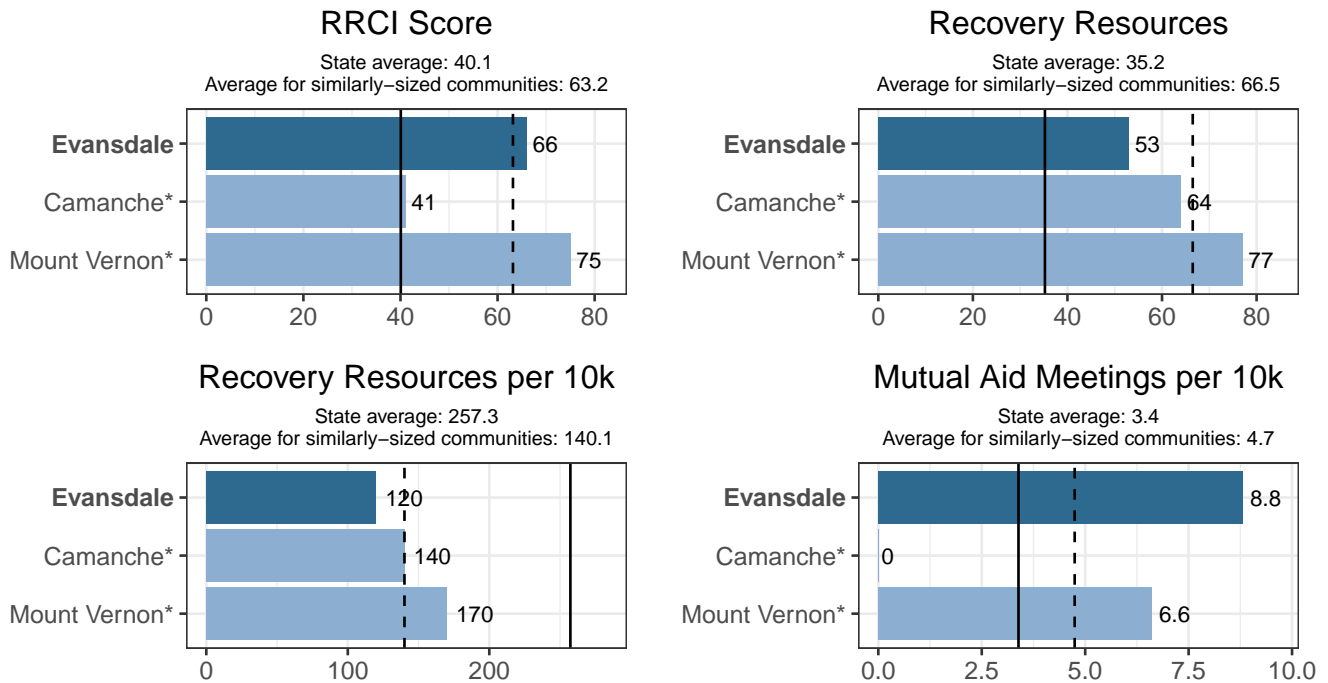 RRCI Score
State average: 40.1
Average for similarly−sized communities: 63.2
Evansdale
66
Camanche*
41
Mount Vernon*
75
0 20 40 60 80
Recovery Resources
State average: 35.2
Average for similarly−sized communities: 66.5
Evansdale
53
Camanche*
64
Mount Vernon*
77
0 20 40 60 80
Recovery Resources per 10k
State average: 257.3
Average for similarly−sized communities: 140.1
Evansdale
120
Camanche*
140
Mount Vernon*
170
0 100 200
Mutual Aid Meetings per 10k
State average: 3.4
Average for similarly−sized communities: 4.7
Evansdale
8.8
Camanche*
0
Mount Vernon*
6.6
0.0 2.5 5.0 7.5 10.0